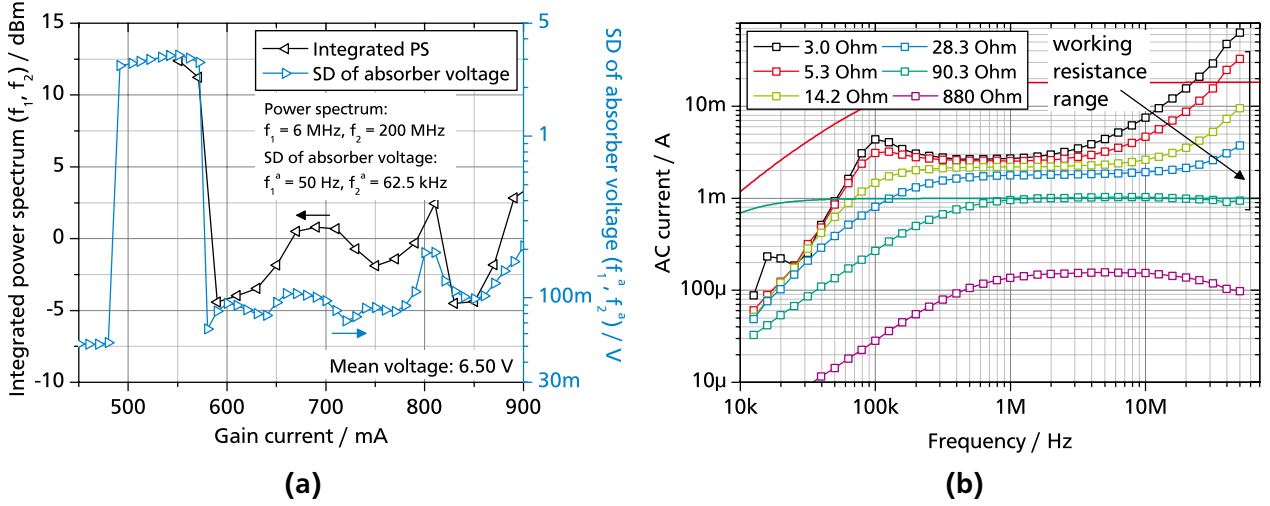 Integrated power spectrum (f₁, f₂) / dBm
15
10
5
0
-5
-10
Integrated PS
SD of absorber voltage
Power spectrum:
f₁ = 6 MHz, f₂ = 200 MHz
SD of absorber voltage:
f₁ᵃ = 50 Hz, f₂ᵃ = 62.5 kHz
Mean voltage: 6.50 V
500 600 700 800 900
Gain current / mA
5
1
100m
30m
SD of absorber voltage (f₁ᵃ, f₂ᵃ) / V
(a)
AC current / A
10m
1m
100µ
10µ
3.0 Ohm 28.3 Ohm
5.3 Ohm 90.3 Ohm
14.2 Ohm 880 Ohm
working
resistance
range
10k 100k 1M 10M
Frequency / Hz
(b)